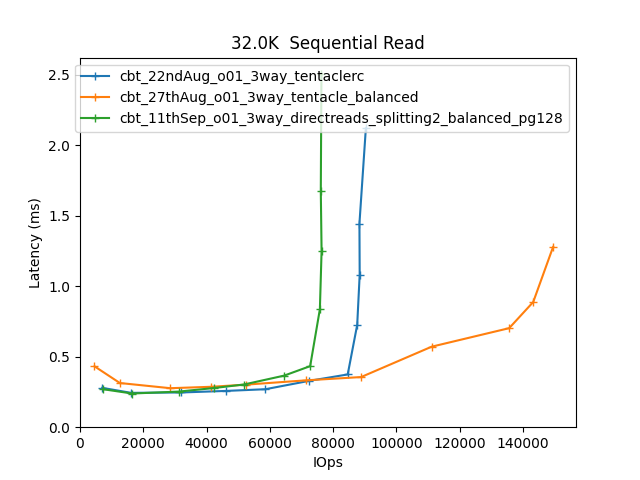 32.0K  Sequential Read
cbt_22ndAug_o01_3way_tentaclerc
cbt_27thAug_o01_3way_tentacle_balanced
cbt_11thSep_o01_3way_directreads_splitting2_balanced_pg128
2.5
2.0
1.5
1.0
0.5
0.0
Latency (ms)
0 20000 40000 60000 80000 100000 120000 140000
IOps